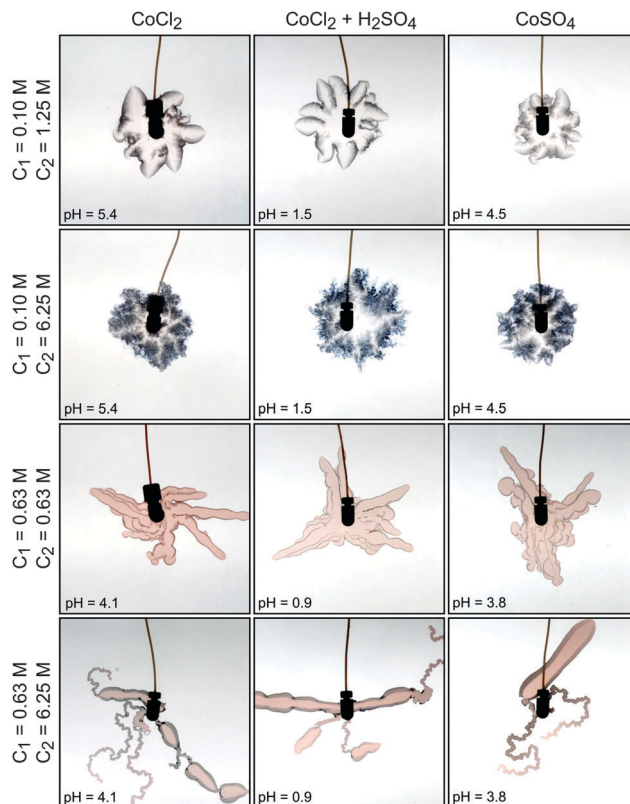 CoCl₂
CoCl₂ + H₂SO₄
CoSO₄
C₁ = 0.10 M
C₂ = 1.25 M
pH = 5.4
pH = 1.5
pH = 4.5
C₁ = 0.10 M
C₂ = 6.25 M
pH = 5.4
pH = 1.5
pH = 4.5
C₁ = 0.63 M
C₂ = 0.63 M
pH = 4.1
pH = 0.9
pH = 3.8
C₁ = 0.63 M
C₂ = 6.25 M
pH = 4.1
pH = 0.9
pH = 3.8